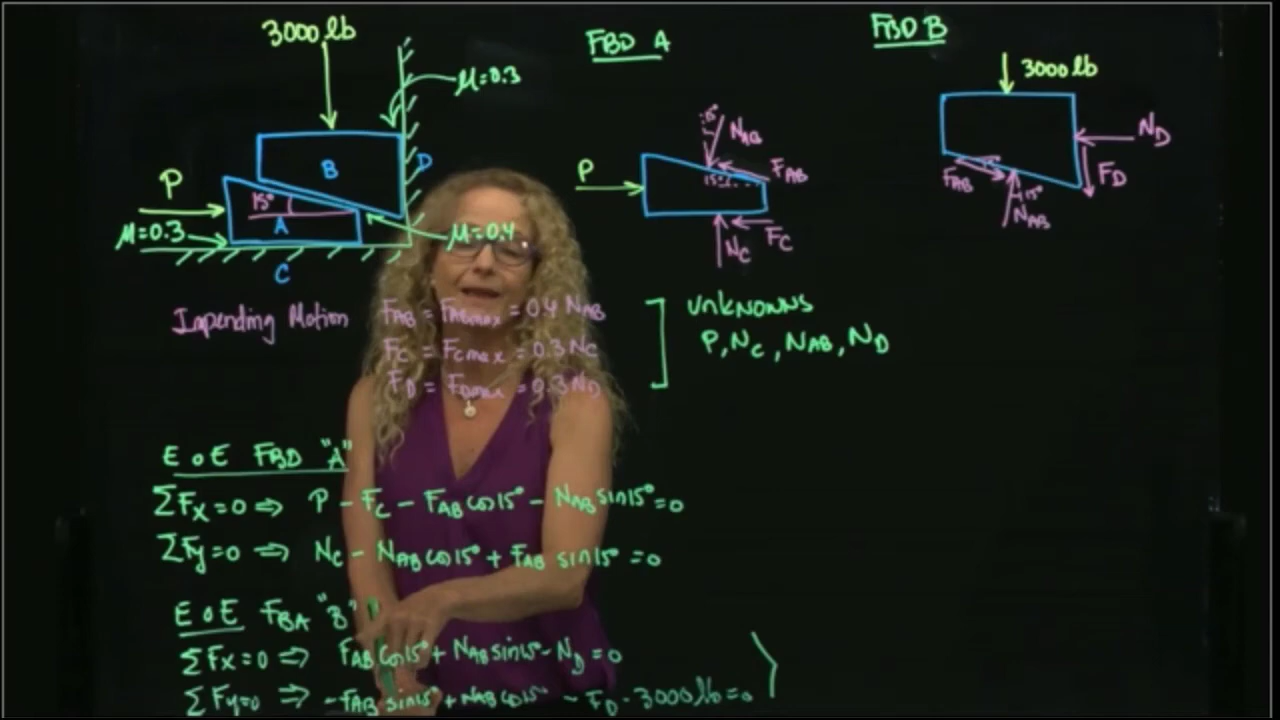 3000 lb
μ=0.3
B
D
P
15°
A
μ=0.3
μ=0.4
C
FBD A
15°
N_AB
P
F_AB
15°
N_C
F_C
FBD B
3000 lb
N_D
F_D
F_AB
15°
15°
N_AB
Impending Motion
F_AB = F_ABmax = 0.4 N_AB
F_C = F_Cmax = 0.3 N_C
F_D = F_Dmax = 0.3 N_D
unknowns
P, N_C, N_AB, N_D
E o E FBD "A"
ΣFx=0 ⇒ P - F_C - F_AB cos15° - N_AB sin15° = 0
ΣFy=0 ⇒ N_C - N_AB cos15° + F_AB sin15° = 0
E o E FBA "B"
ΣFx=0 ⇒ F_AB cos15° + N_AB sin15° - N_D = 0
ΣFy=0 ⇒ -F_AB sin15° + N_AB cos15° - F_D - 3000 lb = 0